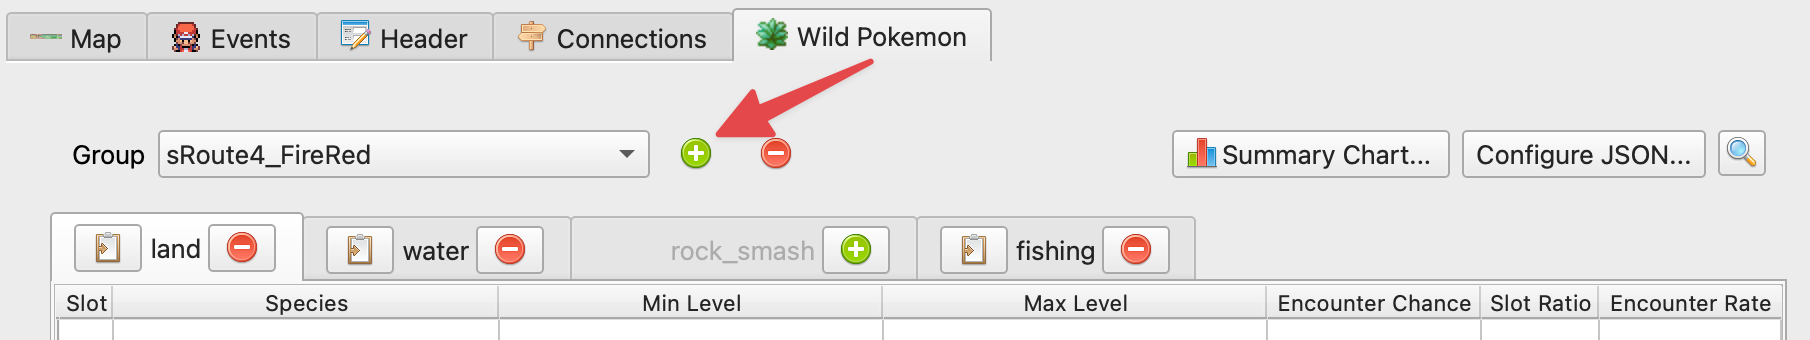 Map Events Header Connections Wild Pokemon
Group sRoute4_FireRed Summary Chart... Configure JSON...
land water rock_smash fishing
Slot Species Min Level Max Level Encounter Chance Slot Ratio Encounter Rate